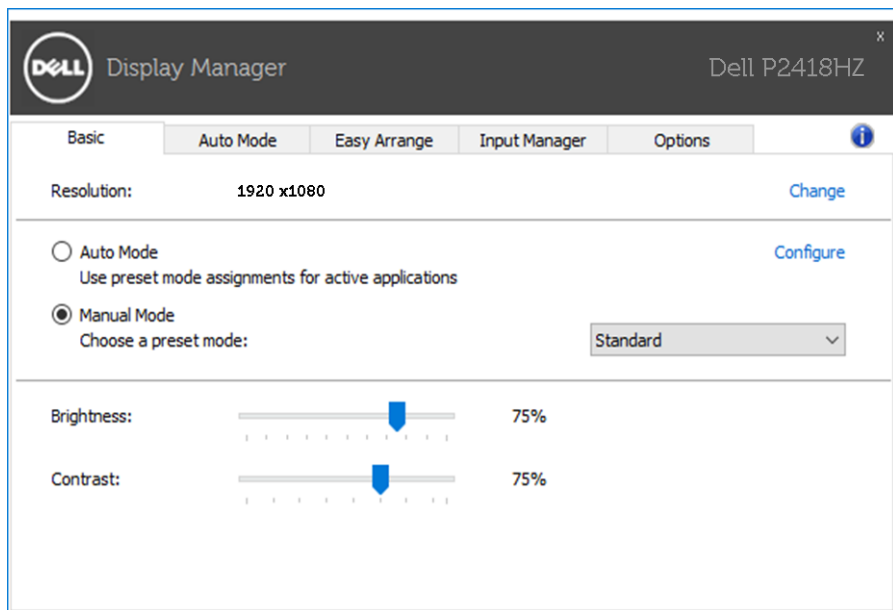 DELL Display Manager Dell P2418HZ x
Basic Auto Mode Easy Arrange Input Manager Options i
Resolution: 1920 x1080 Change
Auto Mode Configure
Use preset mode assignments for active applications
Manual Mode
Choose a preset mode: Standard
Brightness: 75%
Contrast: 75%